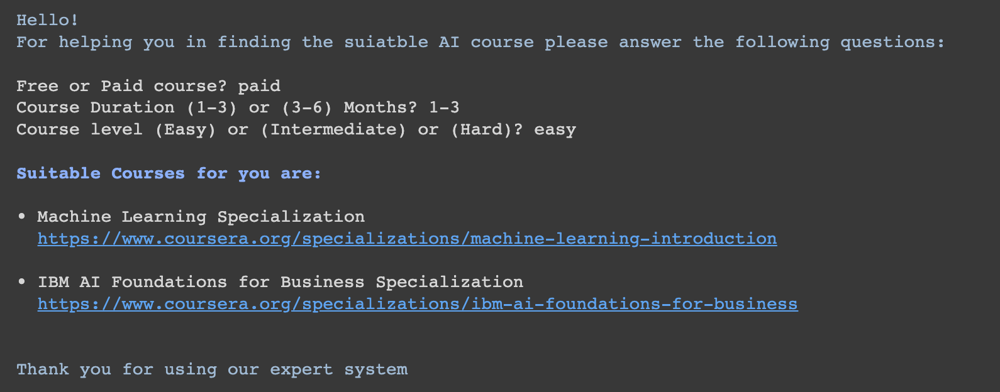 Hello!
For helping you in finding the suiatble AI course please answer the following questions:
Free or Paid course? paid
Course Duration (1-3) or (3-6) Months? 1-3
Course level (Easy) or (Intermediate) or (Hard)? easy
Suitable Courses for you are:
• Machine Learning Specialization
https://www.coursera.org/specializations/machine-learning-introduction
• IBM AI Foundations for Business Specialization
https://www.coursera.org/specializations/ibm-ai-foundations-for-business
Thank you for using our expert system